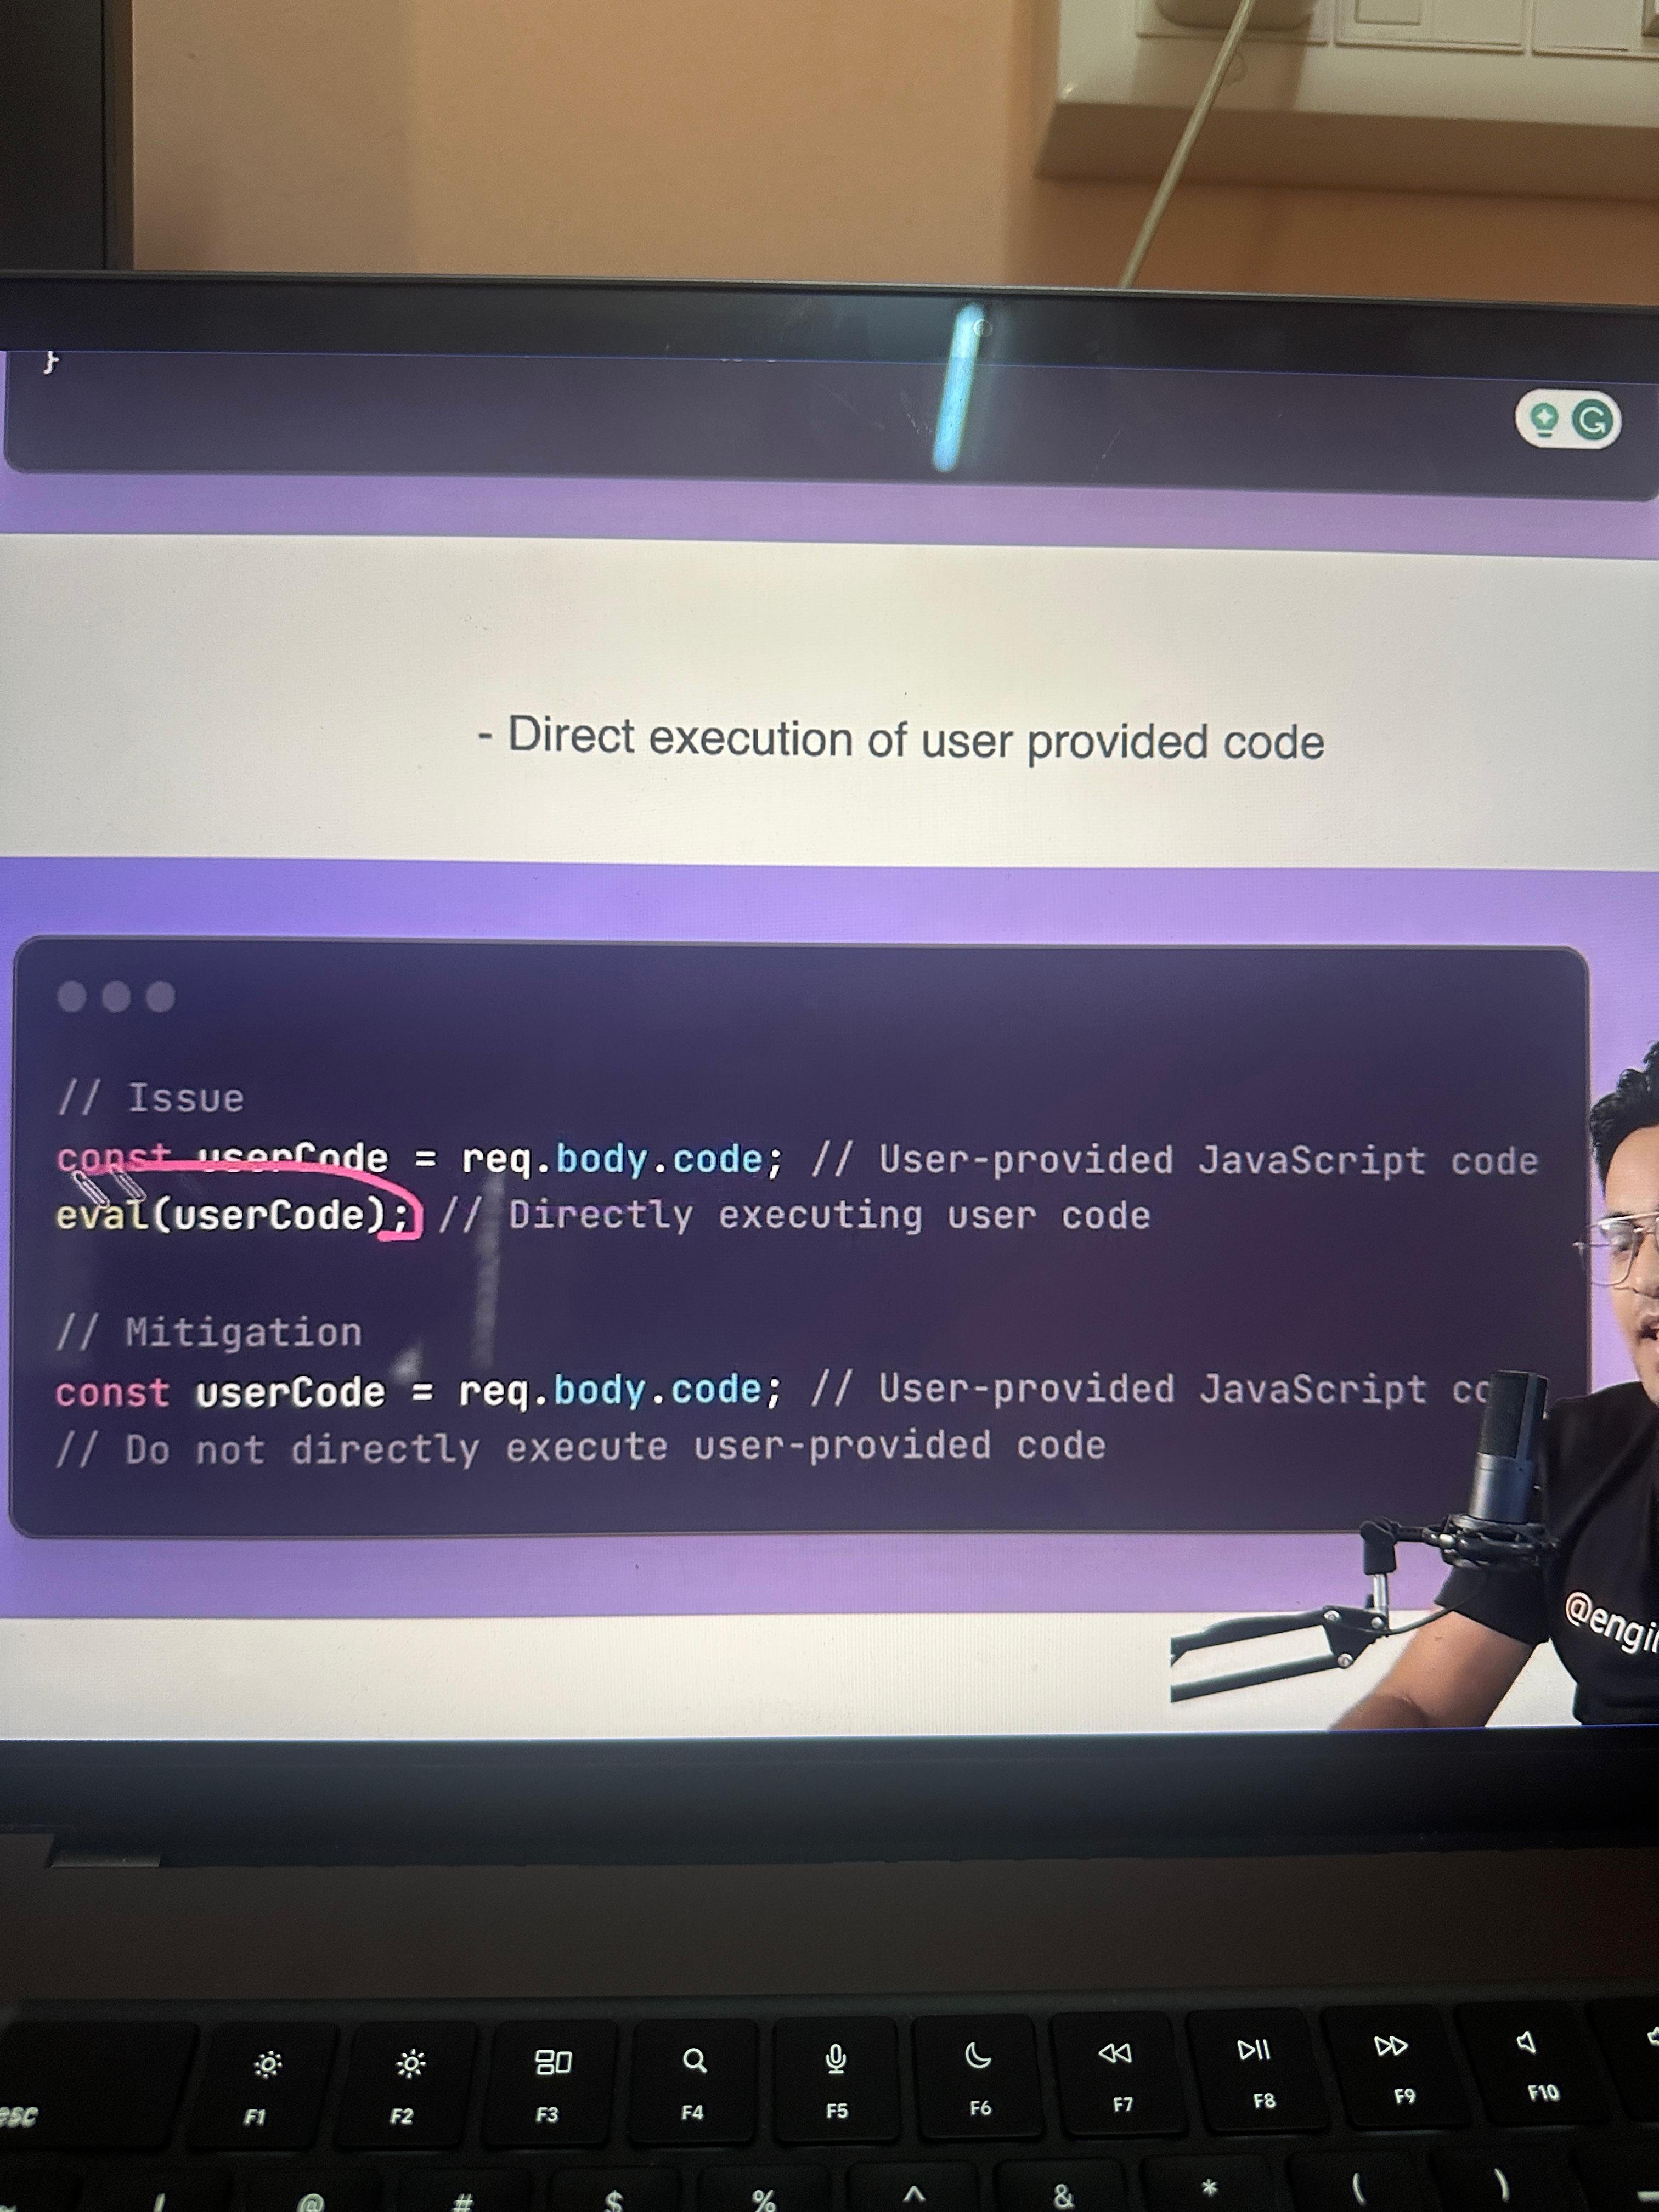 }
- Direct execution of user provided code
// Issue
const userCode = req.body.code; // User-provided JavaScript code
eval(userCode); // Directly executing user code
// Mitigation
const userCode = req.body.code; // User-provided JavaScript co
// Do not directly execute user-provided code
@engi
esc F1 F2 F3 F4 F5 F6 F7 F8 F9 F10
! @ # $ % ^ & * ( )